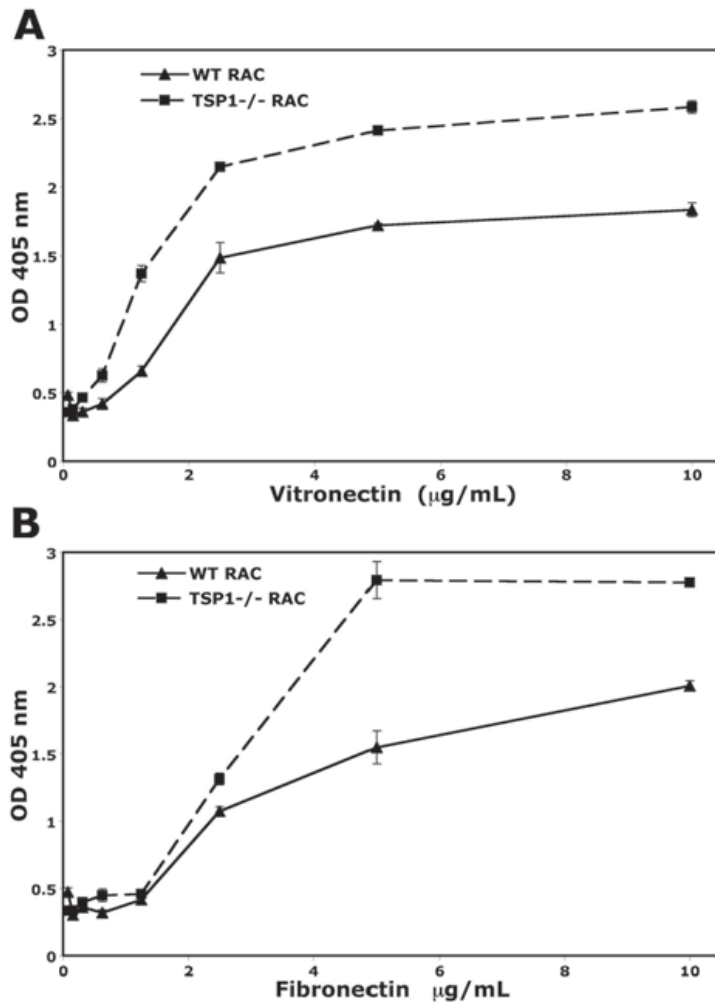 A
3
WT RAC
TSP1-/- RAC
2.5
2
1.5
1
0.5
0
OD 405 nm
0 2 4 6 8 10
Vitronectin (μg/mL)
B
3
WT RAC
TSP1-/- RAC
2.5
2
1.5
1
0.5
0
OD 405 nm
0 2 4 6 8 10
Fibronectin μg/mL